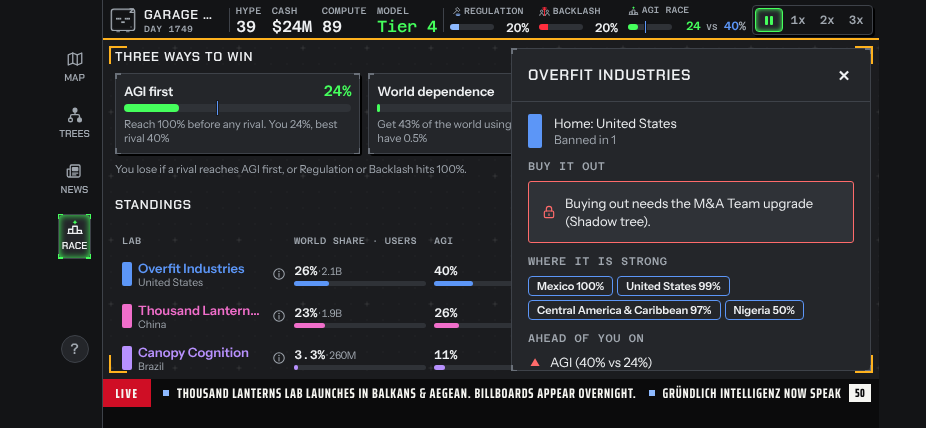 GARAGE ...
DAY 1749
HYPE
39
CASH
$24M
COMPUTE
89
MODEL
Tier 4
REGULATION
20%
BACKLASH
20%
AGI RACE
24 vs 40%
1x
2x
3x
MAP
TREES
NEWS
RACE
?
THREE WAYS TO WIN
AGI first
24%
Reach 100% before any rival. You 24%, best
rival 40%
World dependence
Get 43% of the world using
have 0.5%
You lose if a rival reaches AGI first, or Regulation or Backlash hits 100%.
STANDINGS
LAB
WORLD SHARE · USERS
AGI
Overfit Industries
United States
26% · 2.1B
40%
Thousand Lantern...
China
23% · 1.9B
26%
Canopy Cognition
Brazil
3.3% · 260M
11%
OVERFIT INDUSTRIES
Home: United States
Banned in 1
BUY IT OUT
Buying out needs the M&A Team upgrade
(Shadow tree).
WHERE IT IS STRONG
Mexico 100%
United States 99%
Central America & Caribbean 97%
Nigeria 50%
AHEAD OF YOU ON
AGI (40% vs 24%)
LIVE
THOUSAND LANTERNS LAB LAUNCHES IN BALKANS & AEGEAN. BILLBOARDS APPEAR OVERNIGHT.
GRÜNDLICH INTELLIGENZ NOW SPEAK
50